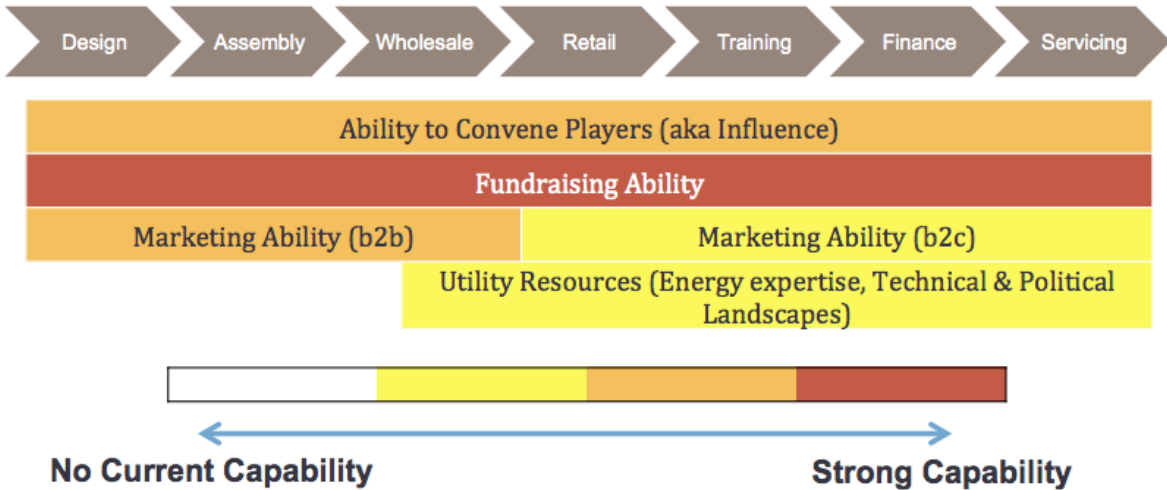 Design
Assembly
Wholesale
Retail
Training
Finance
Servicing
Ability to Convene Players (aka Influence)
Fundraising Ability
Marketing Ability (b2b)
Marketing Ability (b2c)
Utility Resources (Energy expertise, Technical & Political
Landscapes)
No Current Capability
Strong Capability